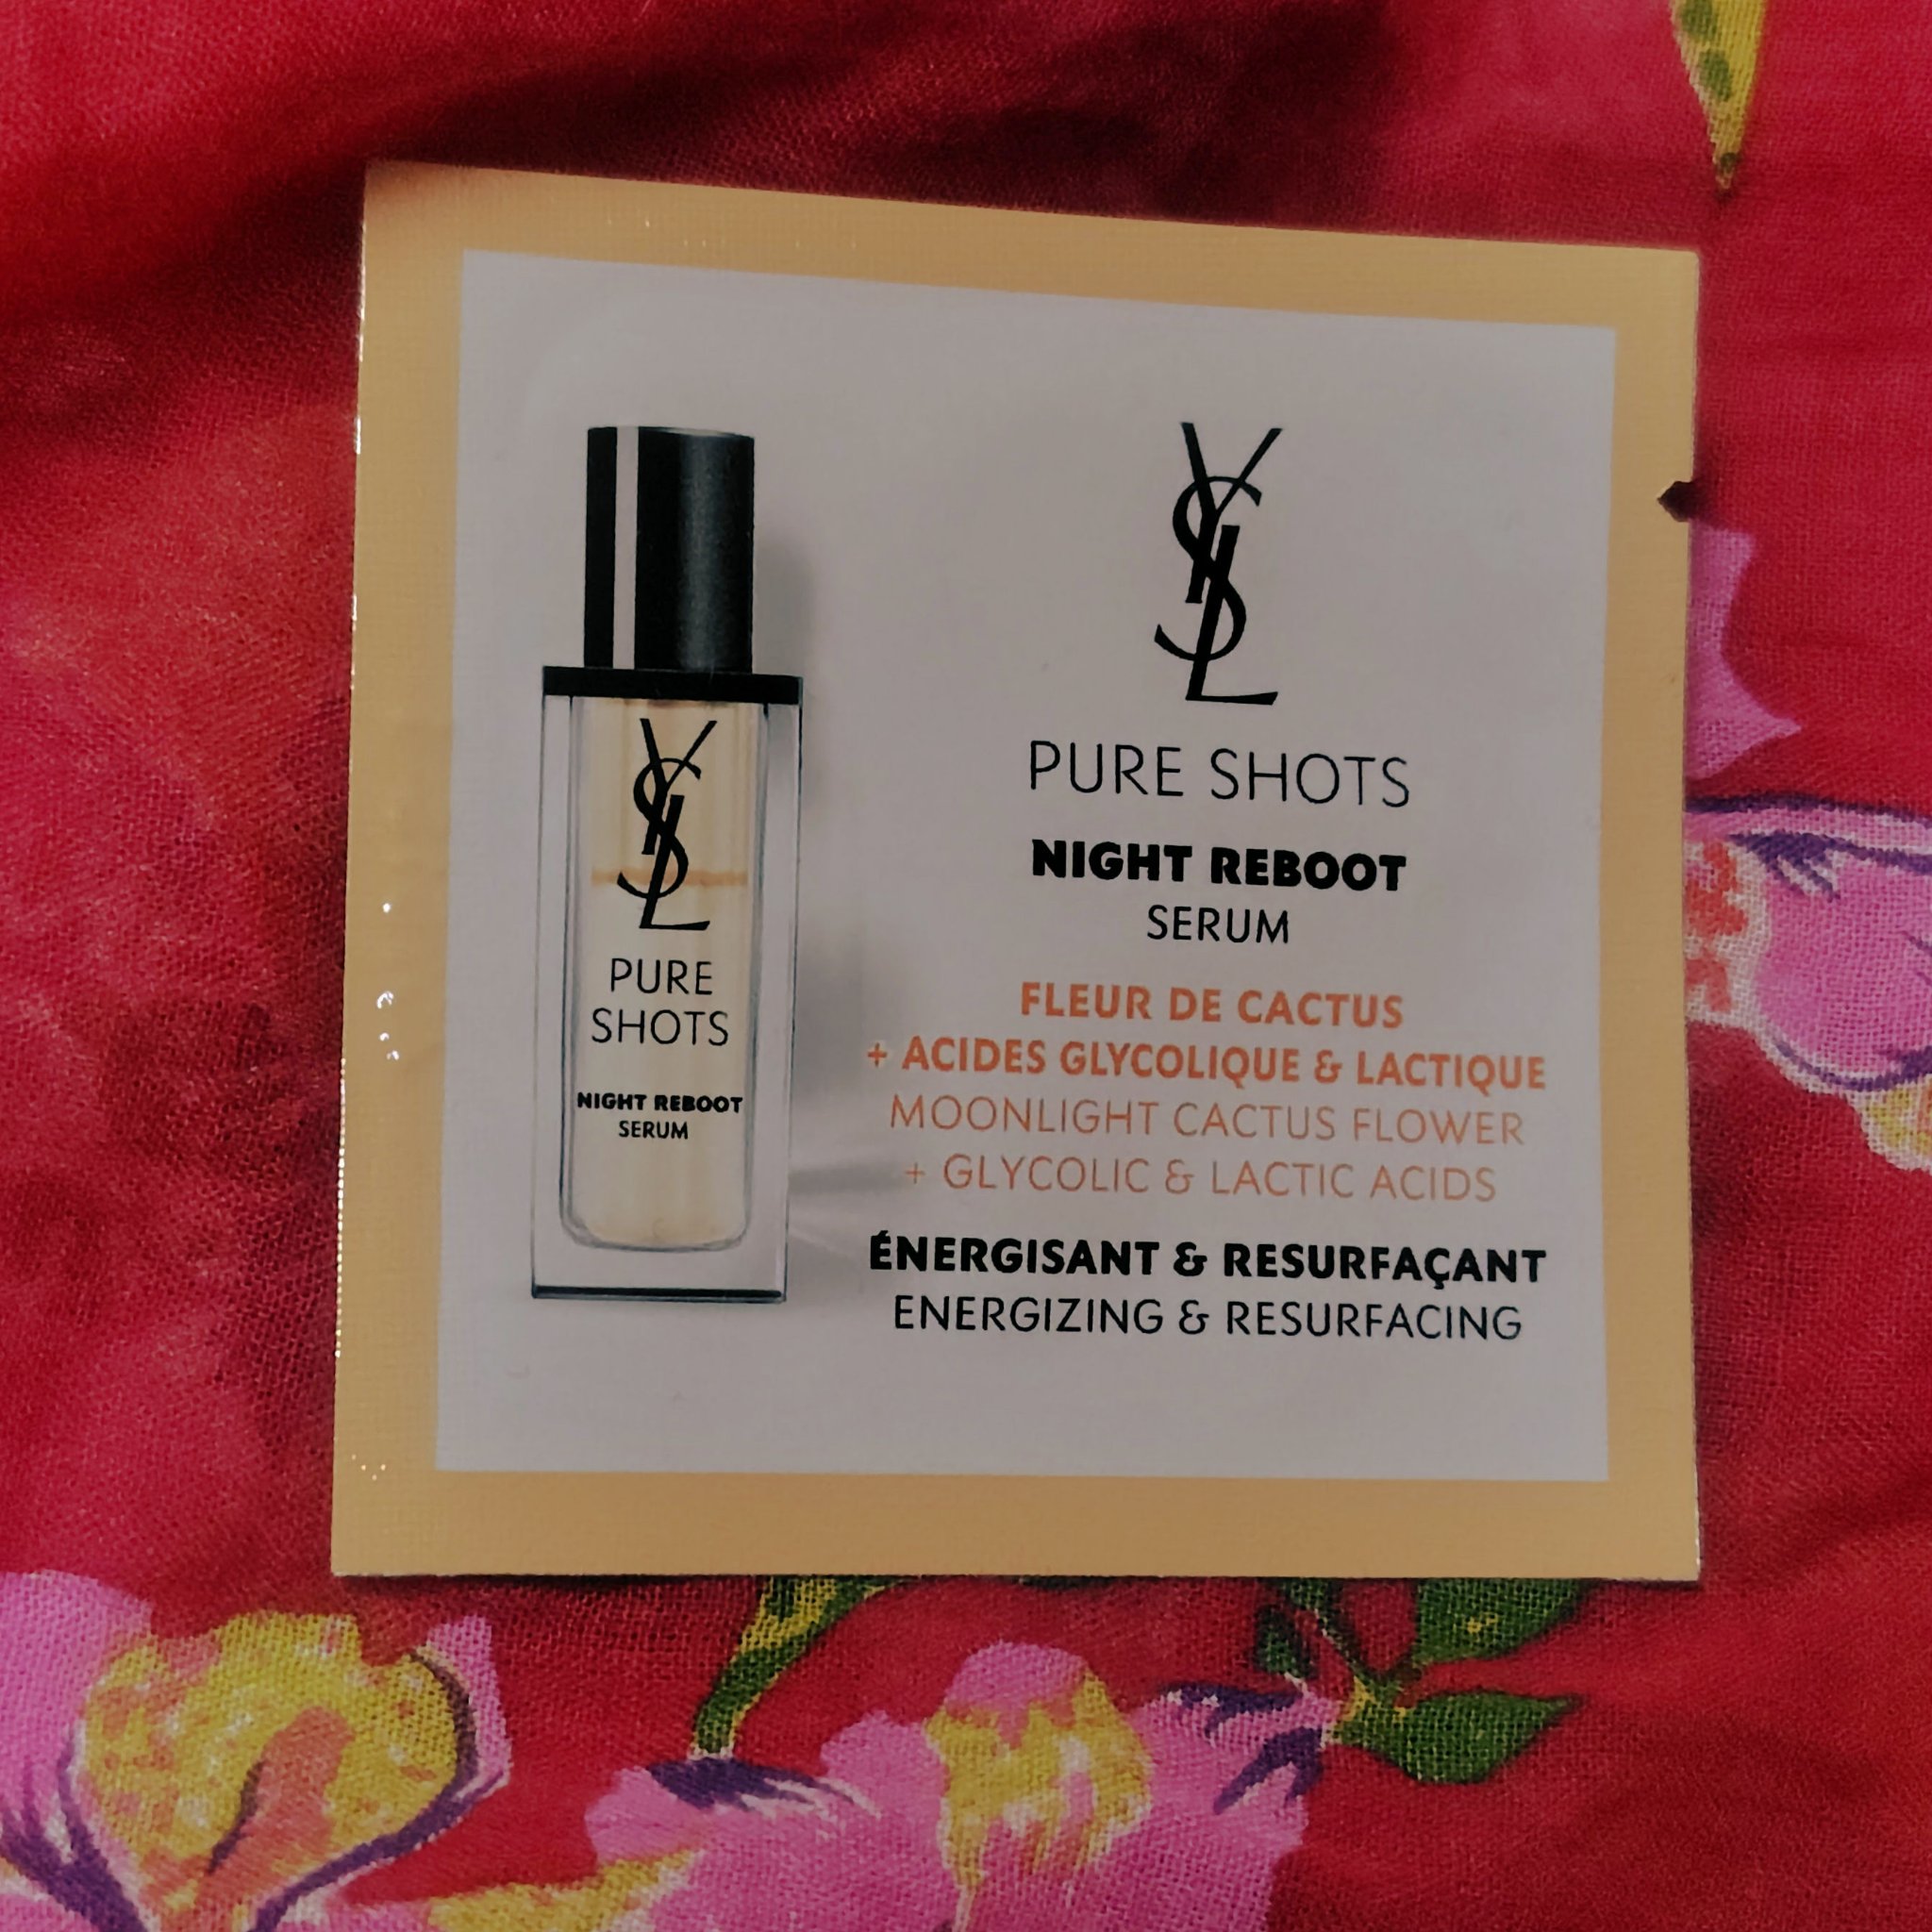 YSL
PURE
SHOTS
NIGHT REBOOT
SERUM
YSL
PURE SHOTS
NIGHT REBOOT
SERUM
FLEUR DE CACTUS
+ ACIDES GLYCOLIQUE & LACTIQUE
MOONLIGHT CACTUS FLOWER
+ GLYCOLIC & LACTIC ACIDS
ÉNERGISANT & RESURFAÇANT
ENERGIZING & RESURFACING